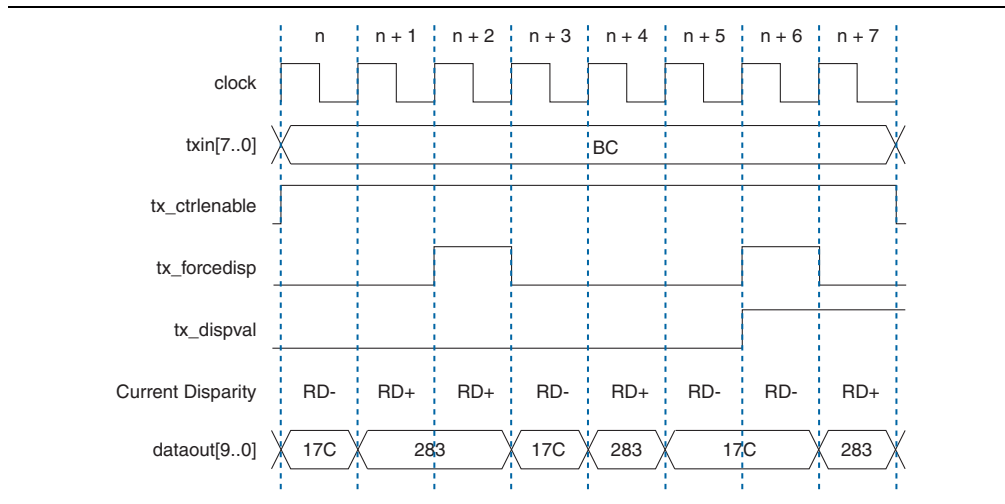 n n + 1 n + 2 n + 3 n + 4 n + 5 n + 6 n + 7
clock
txin[7..0] BC
tx_ctrlenable
tx_forcedisp
tx_dispval
Current Disparity RD- RD+ RD+ RD- RD+ RD- RD- RD+
dataout[9..0] 17C 283 17C 283 17C 283